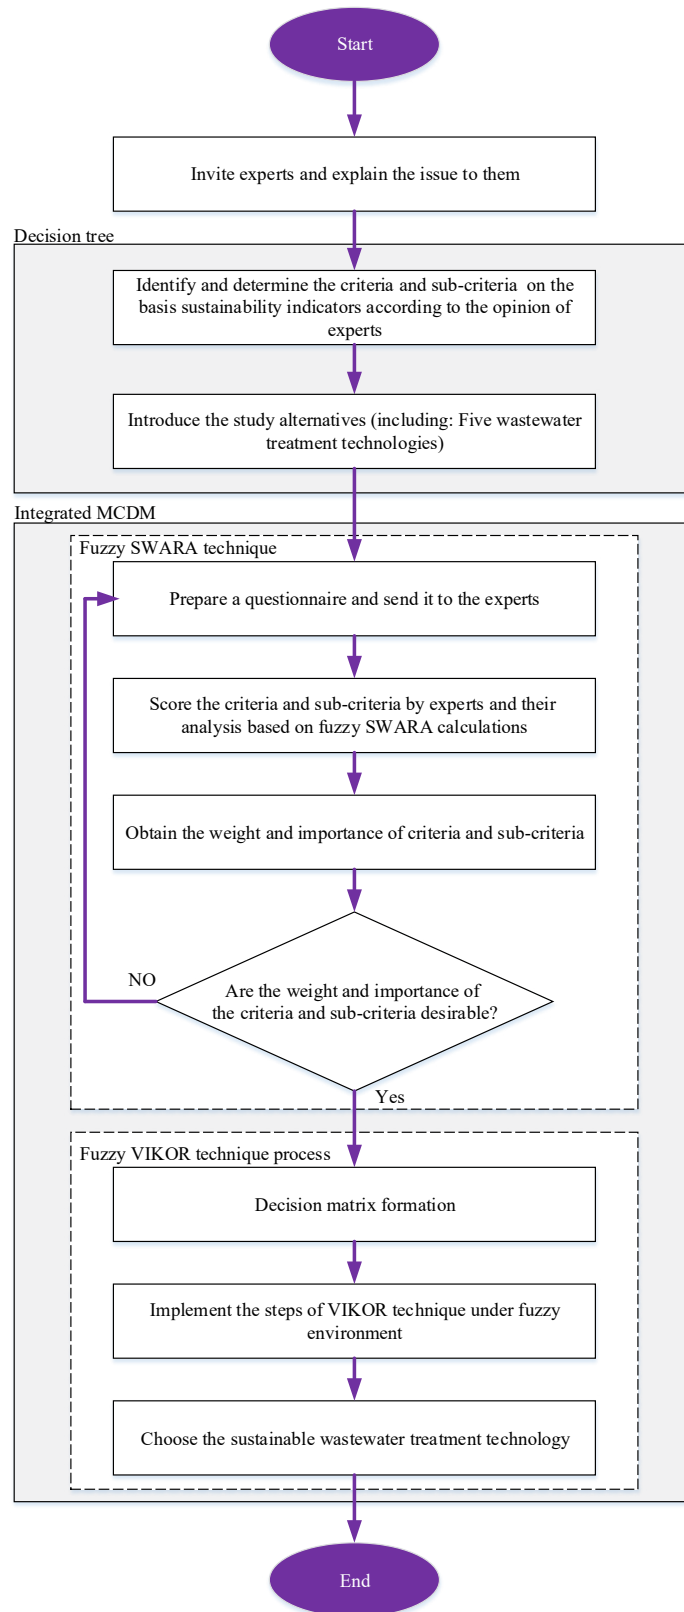 Start
Invite experts and explain the issue to them
Decision tree
Identify and determine the criteria and sub-criteria on the
basis sustainability indicators according to the opinion of
experts
Introduce the study alternatives (including: Five wastewater
treatment technologies)
Integrated MCDM
Fuzzy SWARA technique
Prepare a questionnaire and send it to the experts
Score the criteria and sub-criteria by experts and their
analysis based on fuzzy SWARA calculations
Obtain the weight and importance of criteria and sub-criteria
NO
Are the weight and importance of
the criteria and sub-criteria desirable?
Yes
Fuzzy VIKOR technique process
Decision matrix formation
Implement the steps of VIKOR technique under fuzzy
environment
Choose the sustainable wastewater treatment technology
End